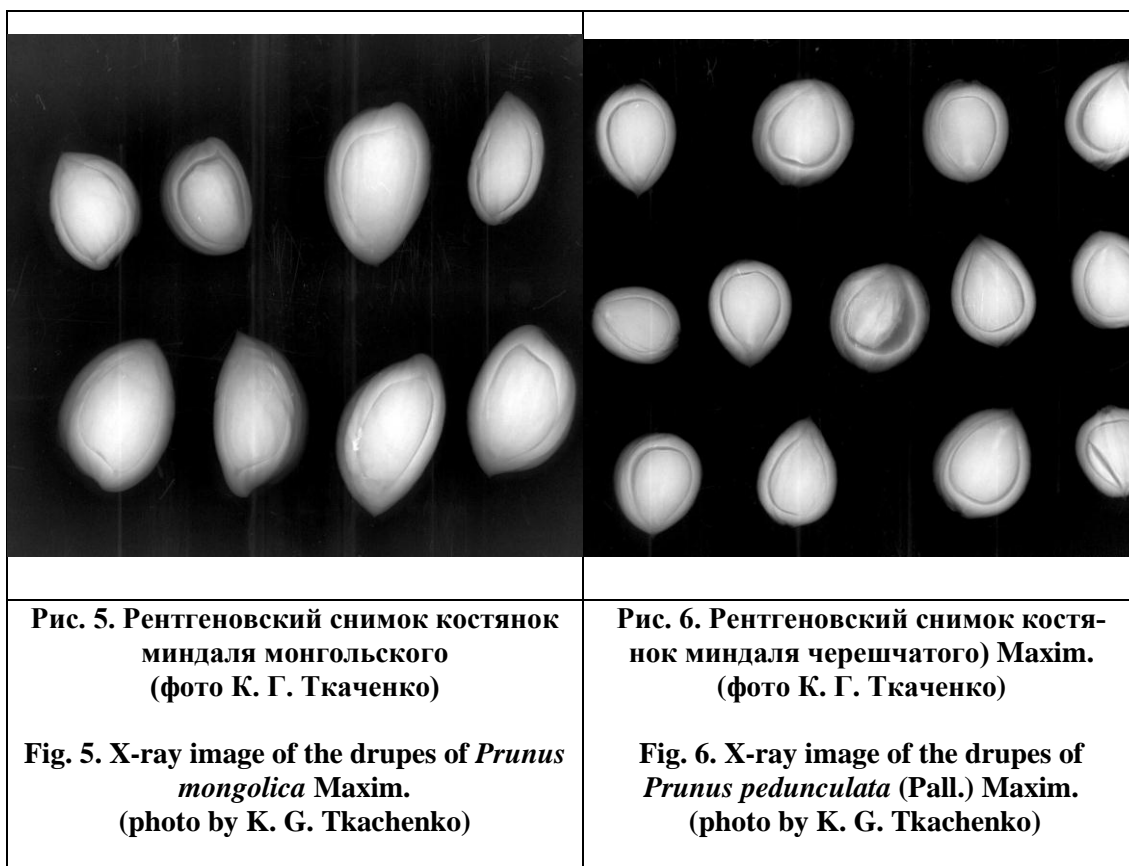 Рис. 5. Рентгеновский снимок костянок
миндаля монгольского
(фото К. Г. Ткаченко)
Fig. 5. X-ray image of the drupes of Prunus
mongolica Maxim.
(photo by K. G. Tkachenko)
Рис. 6. Рентгеновский снимок костя-
нок миндаля черешчатого) Maxim.
(фото К. Г. Ткаченко)
Fig. 6. X-ray image of the drupes of
Prunus pedunculata (Pall.) Maxim.
(photo by K. G. Tkachenko)